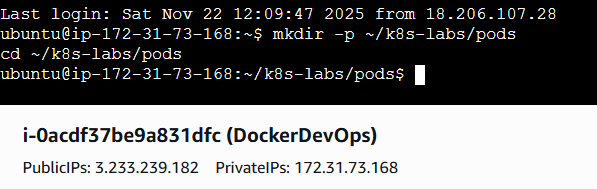 Last login: Sat Nov 22 12:09:47 2025 from 18.206.107.28
ubuntu@ip-172-31-73-168:~$ mkdir -p ~/k8s-labs/pods
cd ~/k8s-labs/pods
ubuntu@ip-172-31-73-168:~/k8s-labs/pods$
i-0acdf37be9a831dfc (DockerDevOps)
PublicIPs: 3.233.239.182 PrivateIPs: 172.31.73.168